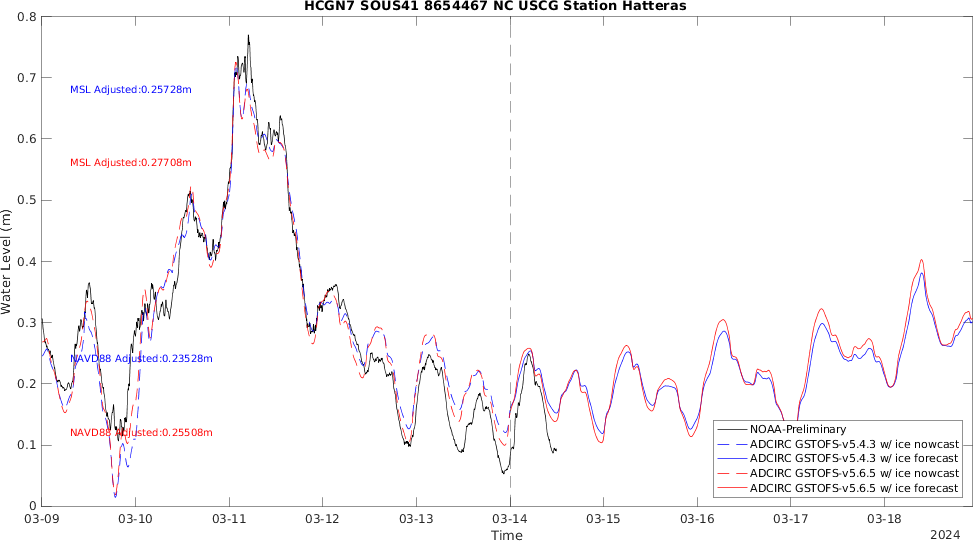 HCGN7 SOUS41 8654467 NC USCG Station Hatteras
0.8
0.7
0.6
0.5
0.4
0.3
0.2
0.1
0
Water Level (m)
MSL Adjusted:0.25728m
MSL Adjusted:0.27708m
NAVD88 Adjusted:0.23528m
NAVD88 Adjusted:0.25508m
NOAA-Preliminary
ADCIRC GSTOFS-v5.4.3 w/ ice nowcast
ADCIRC GSTOFS-v5.4.3 w/ ice forecast
ADCIRC GSTOFS-v5.6.5 w/ ice nowcast
ADCIRC GSTOFS-v5.6.5 w/ ice forecast
03-09 03-10 03-11 03-12 03-13 03-14 03-15 03-16 03-17 03-18
Time
2024